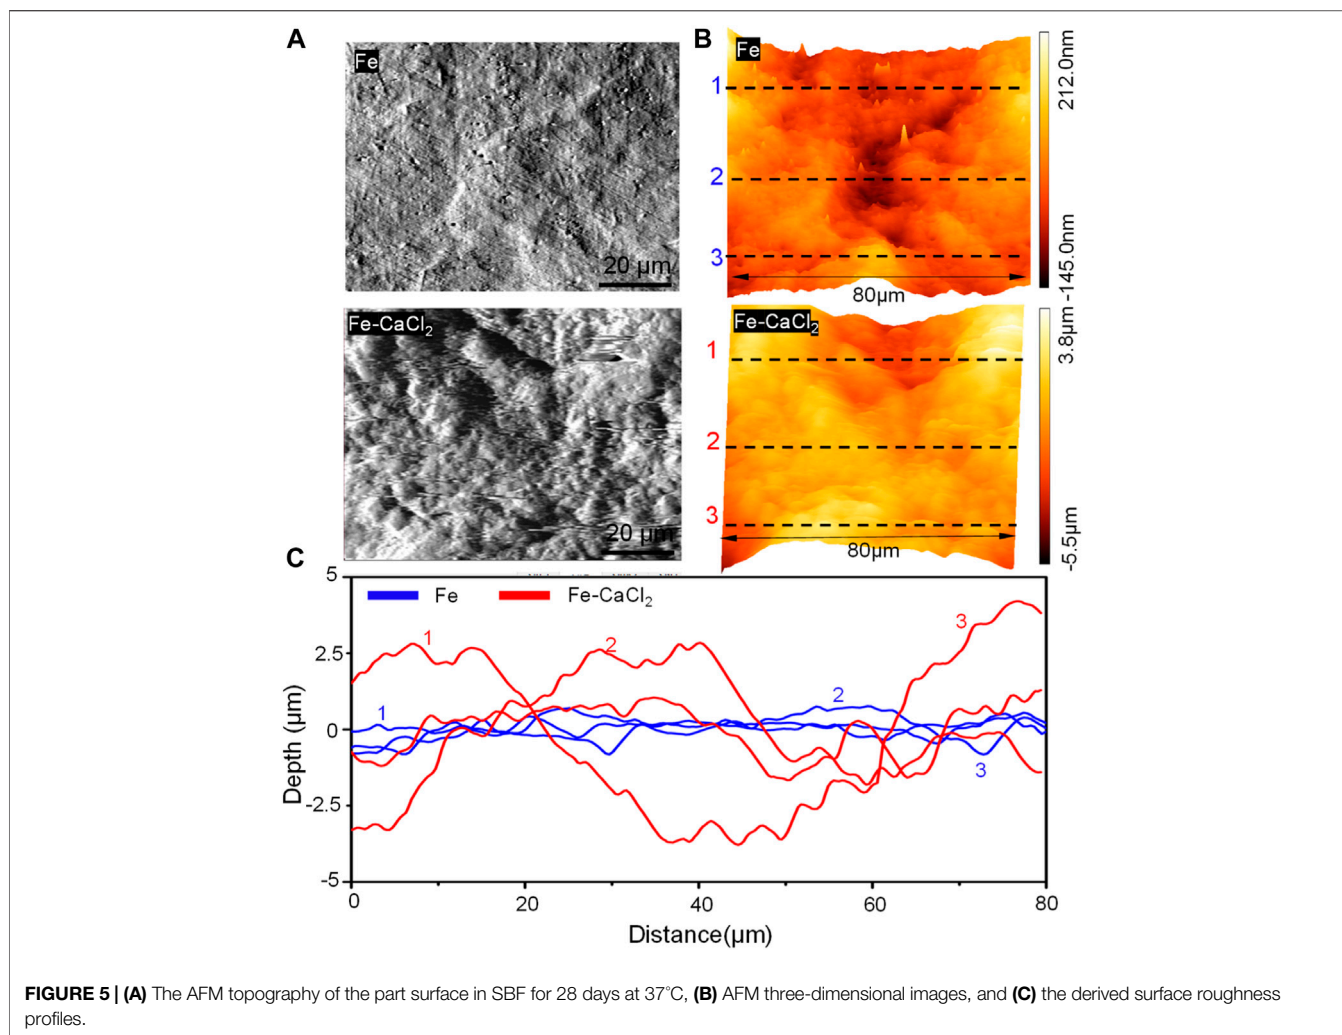 A
Fe
20 μm
Fe-CaCl₂
20 μm
B
Fe
1
2
3
80μm
212.0nm
-145.0nm
Fe-CaCl₂
1
2
3
80μm
3.8μm
-5.5μm
C
Fe
Fe-CaCl₂
5
2.5
0
-2.5
-5
Depth (μm)
1
1
2
2
3
3
0
20
40
60
80
Distance(μm)
FIGURE 5 | (A) The AFM topography of the part surface in SBF for 28 days at 37°C, (B) AFM three-dimensional images, and (C) the derived surface roughness
profiles.